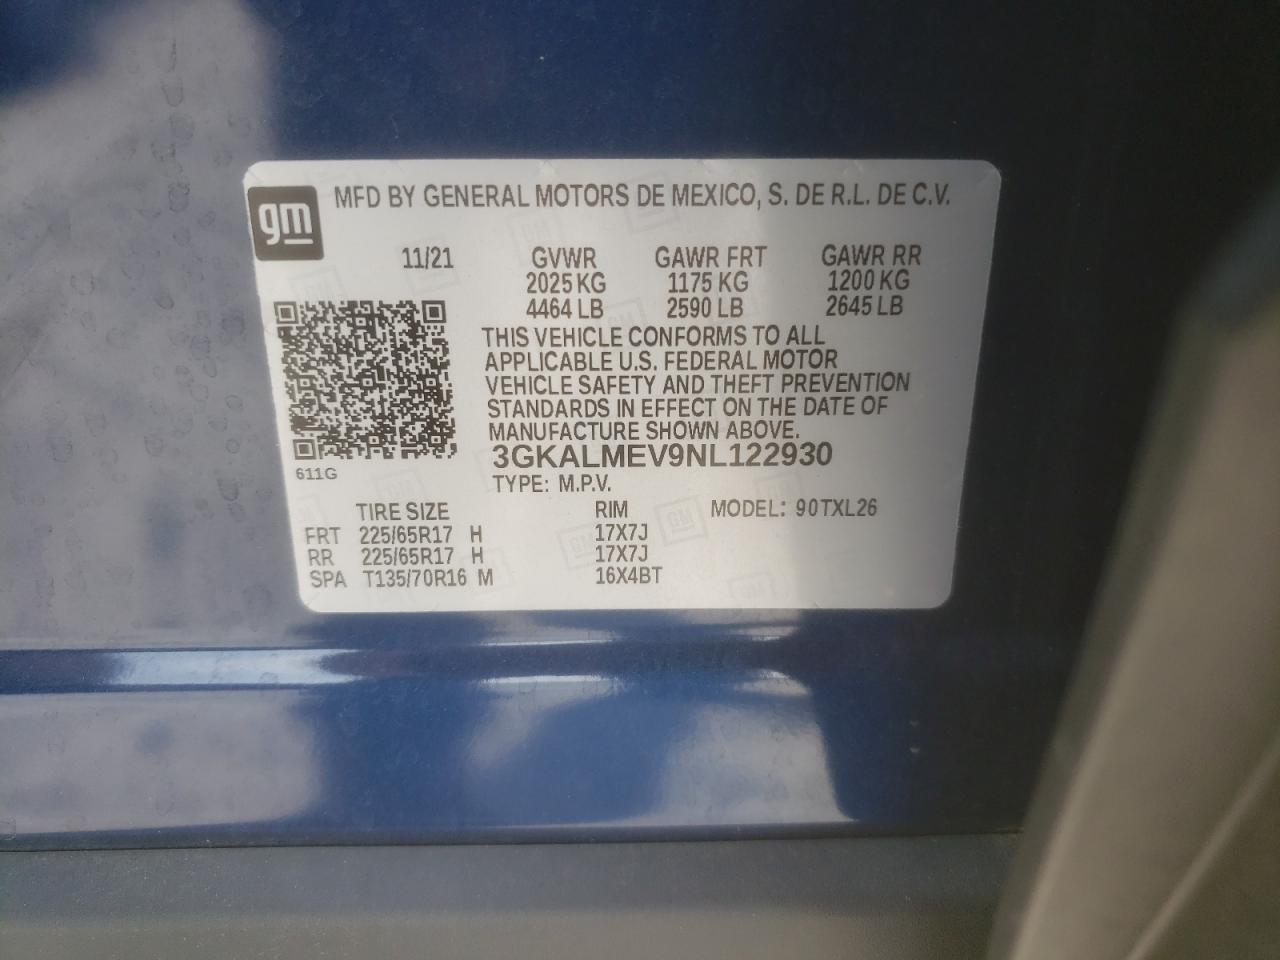 gm
MFD BY GENERAL MOTORS DE MEXICO, S. DE R.L. DE C.V.
11/21 GVWR GAWR FRT GAWR RR
2025 KG 1175 KG 1200 KG
4464 LB 2590 LB 2645 LB
THIS VEHICLE CONFORMS TO ALL
APPLICABLE U.S. FEDERAL MOTOR
VEHICLE SAFETY AND THEFT PREVENTION
STANDARDS IN EFFECT ON THE DATE OF
MANUFACTURE SHOWN ABOVE.
3GKALMEV9NL122930
611G
TYPE: M.P.V.
TIRE SIZE RIM MODEL: 90TXL26
FRT 225/65R17 H 17X7J
RR 225/65R17 H 17X7J
SPA T135/70R16 M 16X4BT